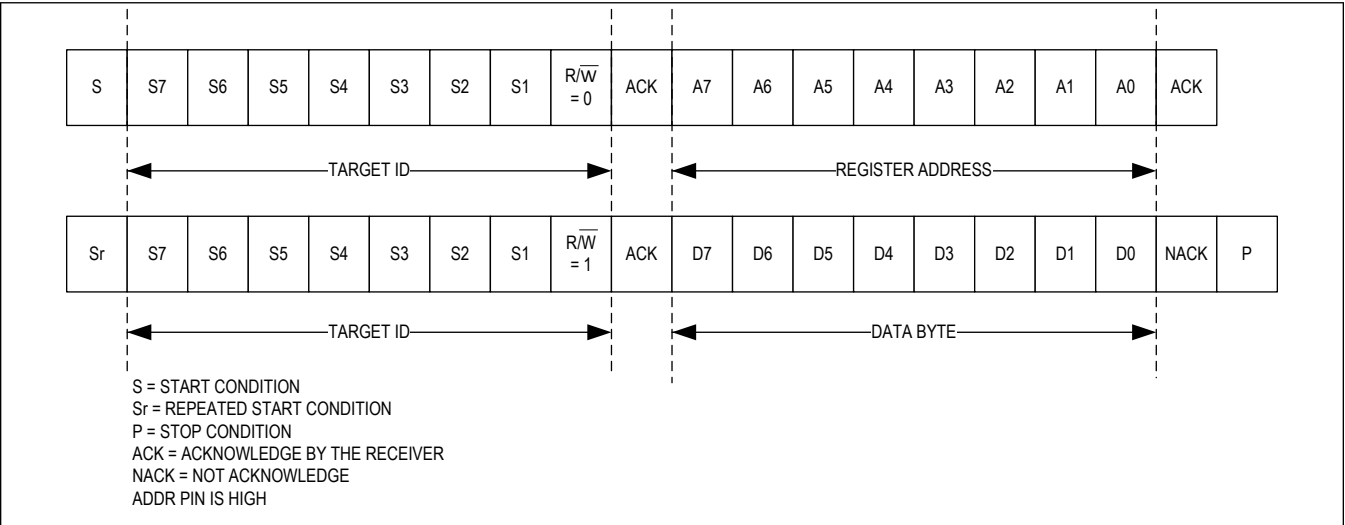 S S7 S6 S5 S4 S3 S2 S1 R/W̅ = 0 ACK A7 A6 A5 A4 A3 A2 A1 A0 ACK
TARGET ID REGISTER ADDRESS
Sr S7 S6 S5 S4 S3 S2 S1 R/W̅ = 1 ACK D7 D6 D5 D4 D3 D2 D1 D0 NACK P
TARGET ID DATA BYTE
S = START CONDITION
Sr = REPEATED START CONDITION
P = STOP CONDITION
ACK = ACKNOWLEDGE BY THE RECEIVER
NACK = NOT ACKNOWLEDGE
ADDR PIN IS HIGH